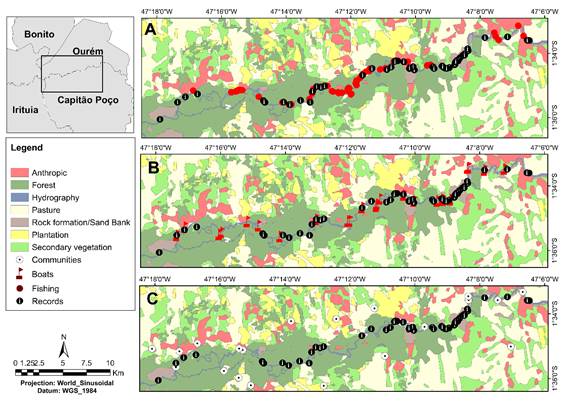 47°18'0"W 47°16'0"W 47°14'0"W 47°12'0"W 47°10'0"W 47°8'0"W 47°6'0"W
A
1°34'0"S
1°36'0"S
Bonito
Ourém
Irituia
Capitão Poço
Legend
Anthropic
Forest
Hydrography
Pasture
Rock formation/Sand Bank
Plantation
Secondary vegetation
Communities
Boats
Fishing
Records
N
0 1.25 2.5 5 10
Km
Projection: World_Sinusoidal
Datum: WGS_1984
47°18'0"W 47°16'0"W 47°14'0"W 47°12'0"W 47°10'0"W 47°8'0"W 47°6'0"W
B
1°34'0"S
1°36'0"S
47°18'0"W 47°16'0"W 47°14'0"W 47°12'0"W 47°10'0"W 47°8'0"W 47°6'0"W
C
1°34'0"S
1°36'0"S